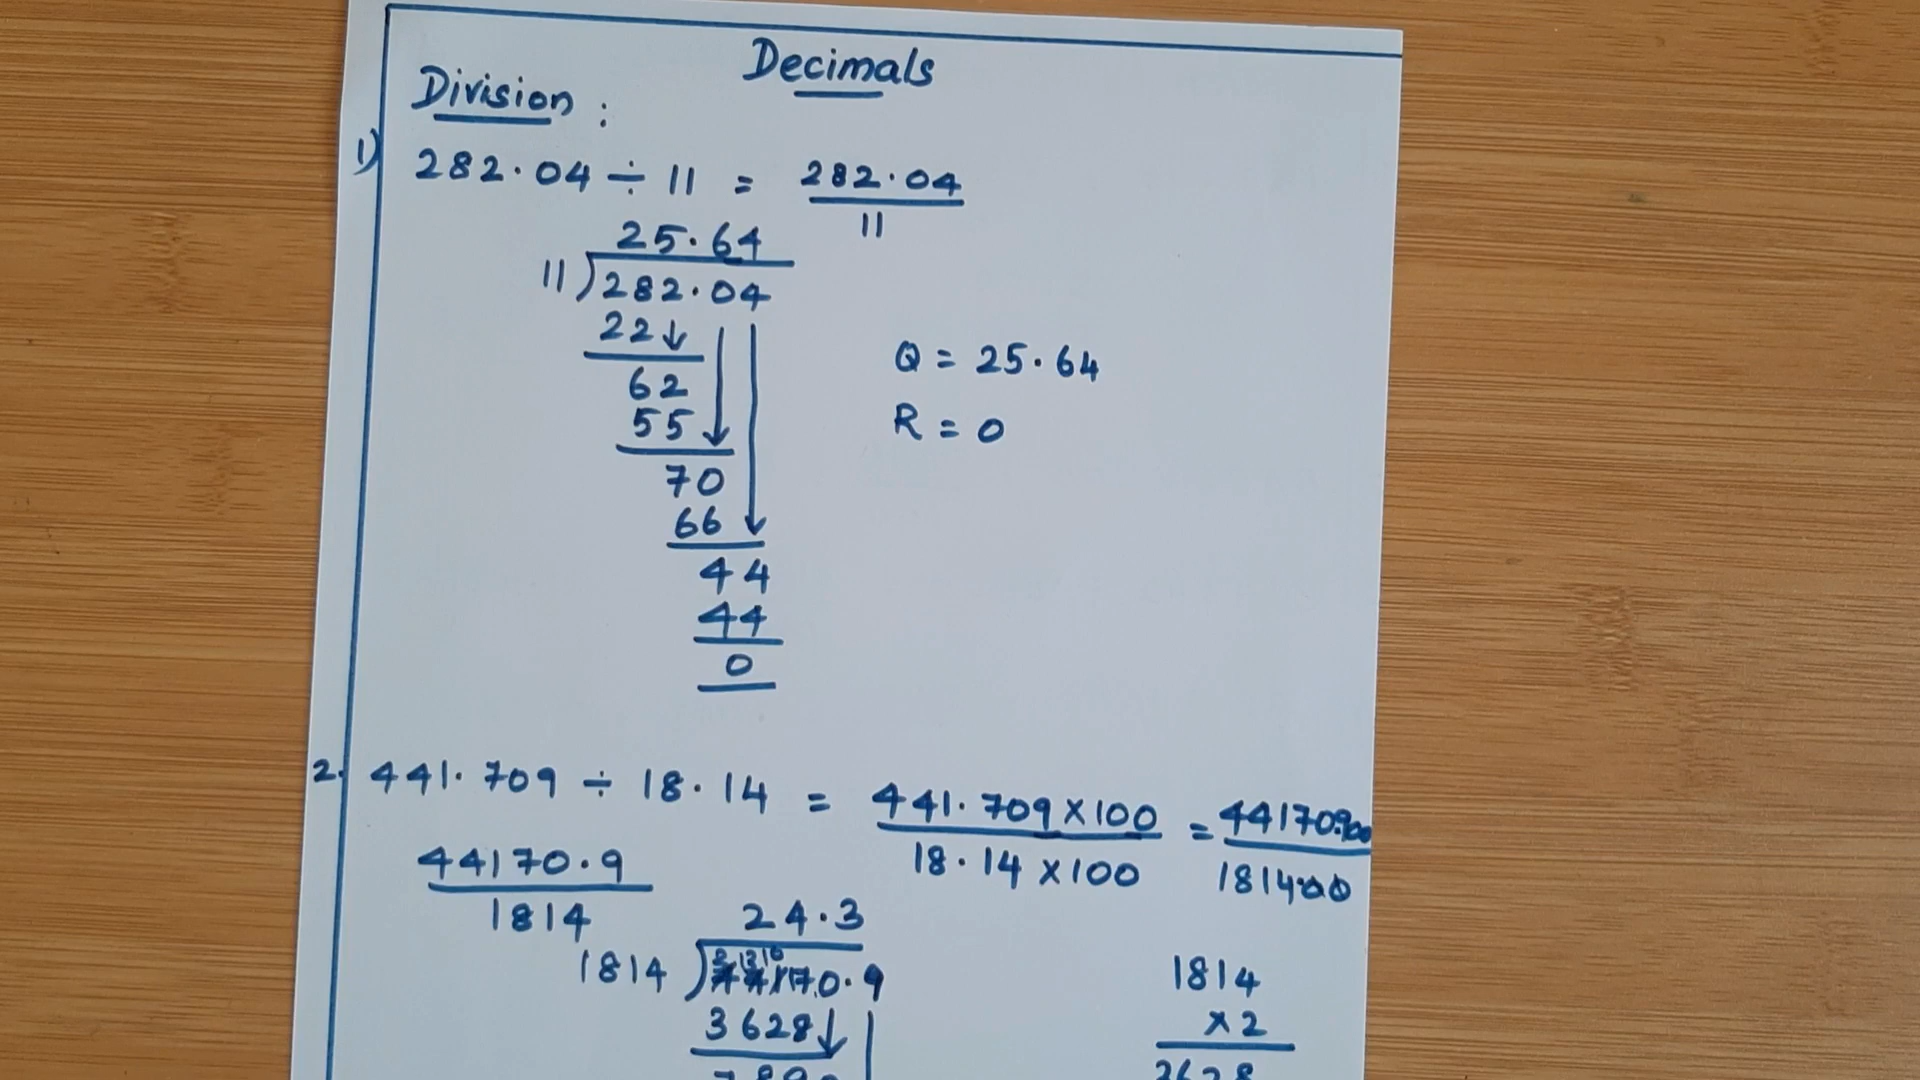 Decimals
Division :
1) 282.04 ÷ 11 = 282.04
11
25.64
11 ) 282.04
22 ↓
62
55 ↓
70
66 ↓
44
44
0
Q = 25.64
R = 0
2. 441.709 ÷ 18.14 = 441.709 x 100 =
18.14 x 100
44170.9
1814
24.3
1814 ) 44170.9
3628 ↓
1814
x 2
3628